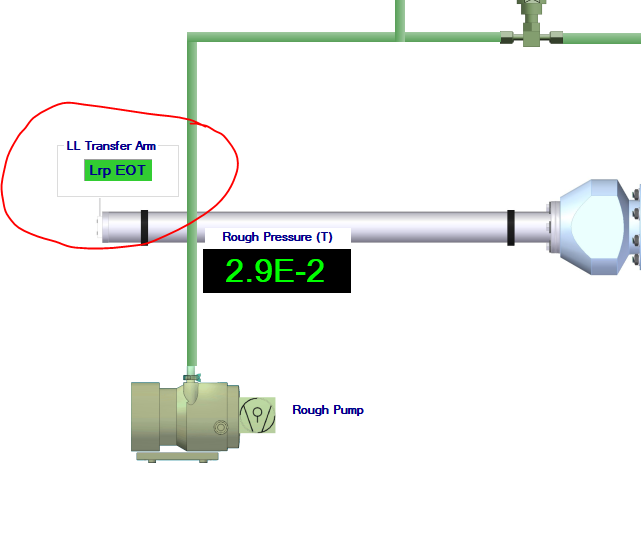 LL Transfer Arm
Lrp EOT
Rough Pressure (T)
2.9E-2
Rough Pump